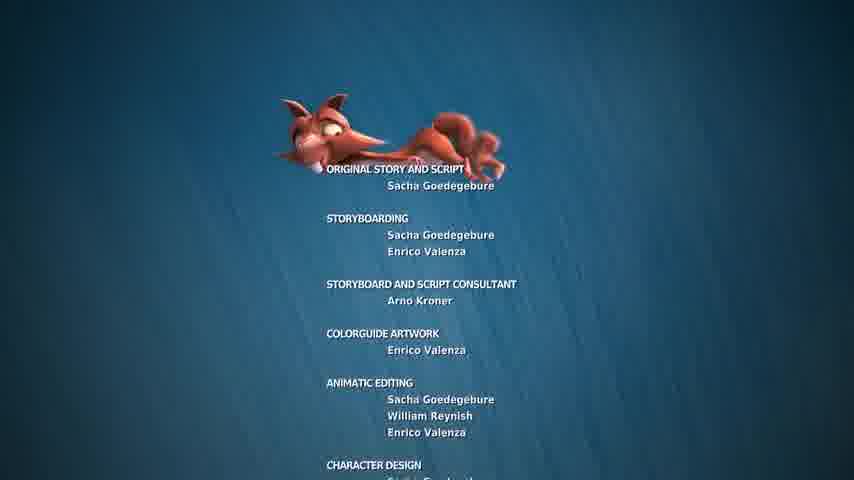 ORIGINAL STORY AND SCRIPT
Sacha Goedegebure
STORYBOARDING
Sacha Goedegebure
Enrico Valenza
STORYBOARD AND SCRIPT CONSULTANT
Arno Kroner
COLORGUIDE ARTWORK
Enrico Valenza
ANIMATIC EDITING
Sacha Goedegebure
William Reynish
Enrico Valenza
CHARACTER DESIGN